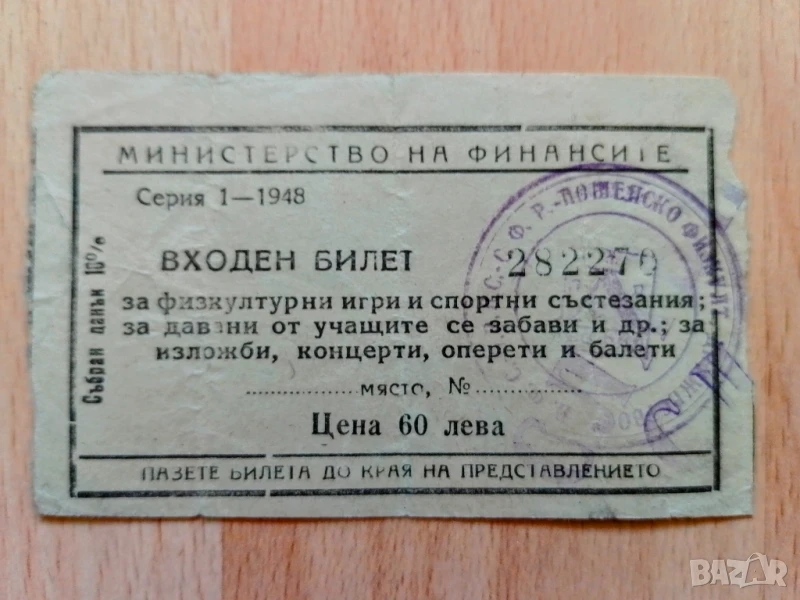 МИНИСТЕРСТВО НА ФИНАНСИТЕ
Серия 1—1948
ВХОДЕН БИЛЕТ 282270
за физкултурни игри и спортни състезания;
за давани от учащите се забави и др.; за
изложби, концерти, оперети и балети
място, №
Цена 60 лева
ПАЗЕТЕ БИЛЕТА ДО КРАЯ НА ПРЕДСТАВЛЕНИЕТО
Събран данък 10%
BAZAR